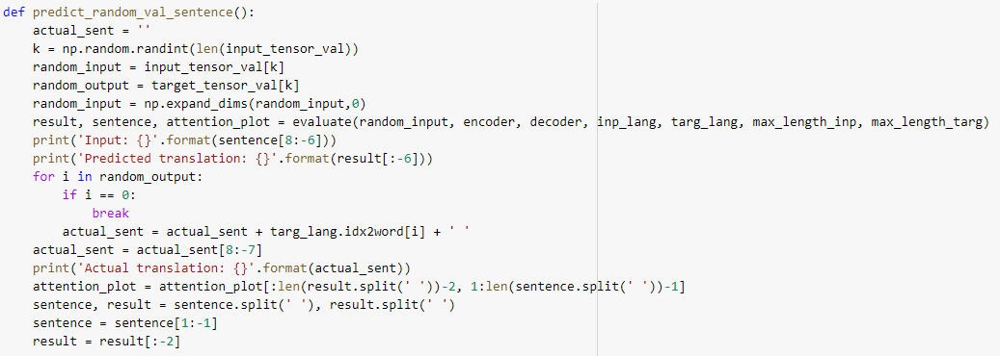 def predict_random_val_sentence():
    actual_sent = ''
    k = np.random.randint(len(input_tensor_val))
    random_input = input_tensor_val[k]
    random_output = target_tensor_val[k]
    random_input = np.expand_dims(random_input,0)
    result, sentence, attention_plot = evaluate(random_input, encoder, decoder, inp_lang, targ_lang, max_length_inp, max_length_targ)
    print('Input: {}'.format(sentence[8:-6]))
    print('Predicted translation: {}'.format(result[:-6]))
    for i in random_output:
        if i == 0:
            break
        actual_sent = actual_sent + targ_lang.idx2word[i] + ' '
    actual_sent = actual_sent[8:-7]
    print('Actual translation: {}'.format(actual_sent))
    attention_plot = attention_plot[:len(result.split(' '))-2, 1:len(sentence.split(' '))-1]
    sentence, result = sentence.split(' '), result.split(' ')
    sentence = sentence[1:-1]
    result = result[:-2]